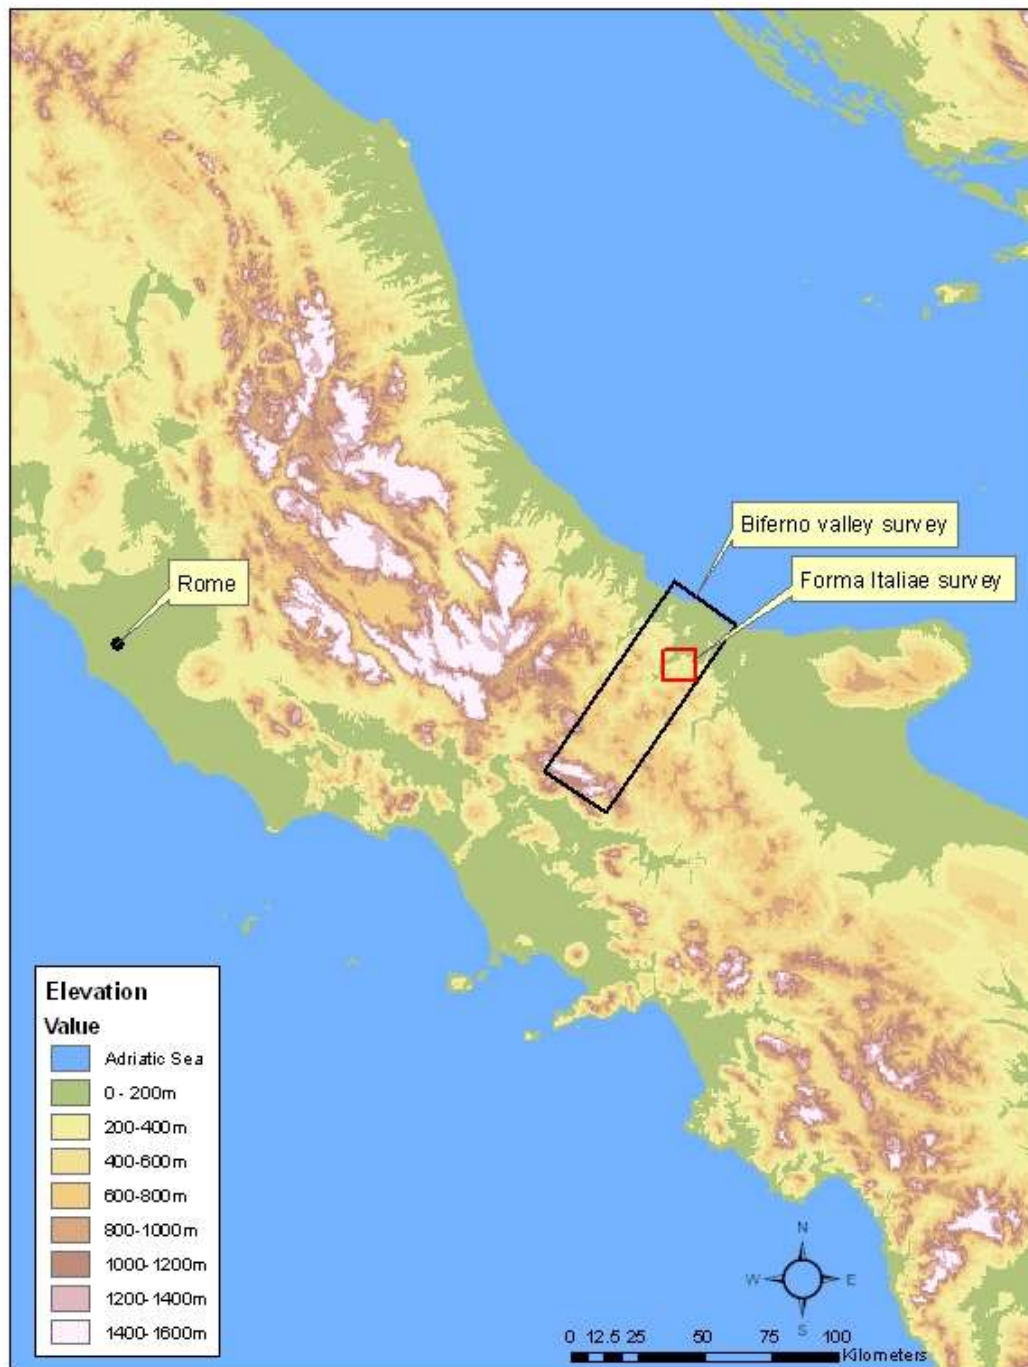 Biferno valley survey
Forma Italiae survey
Rome
Elevation
Value
Adriatic Sea
0 - 200m
200-400m
400-600m
600-800m
800-1000m
1000-1200m
1200-1400m
1400-1600m
N
W E
S
0 12.5 25 50 75 100
Kilometers